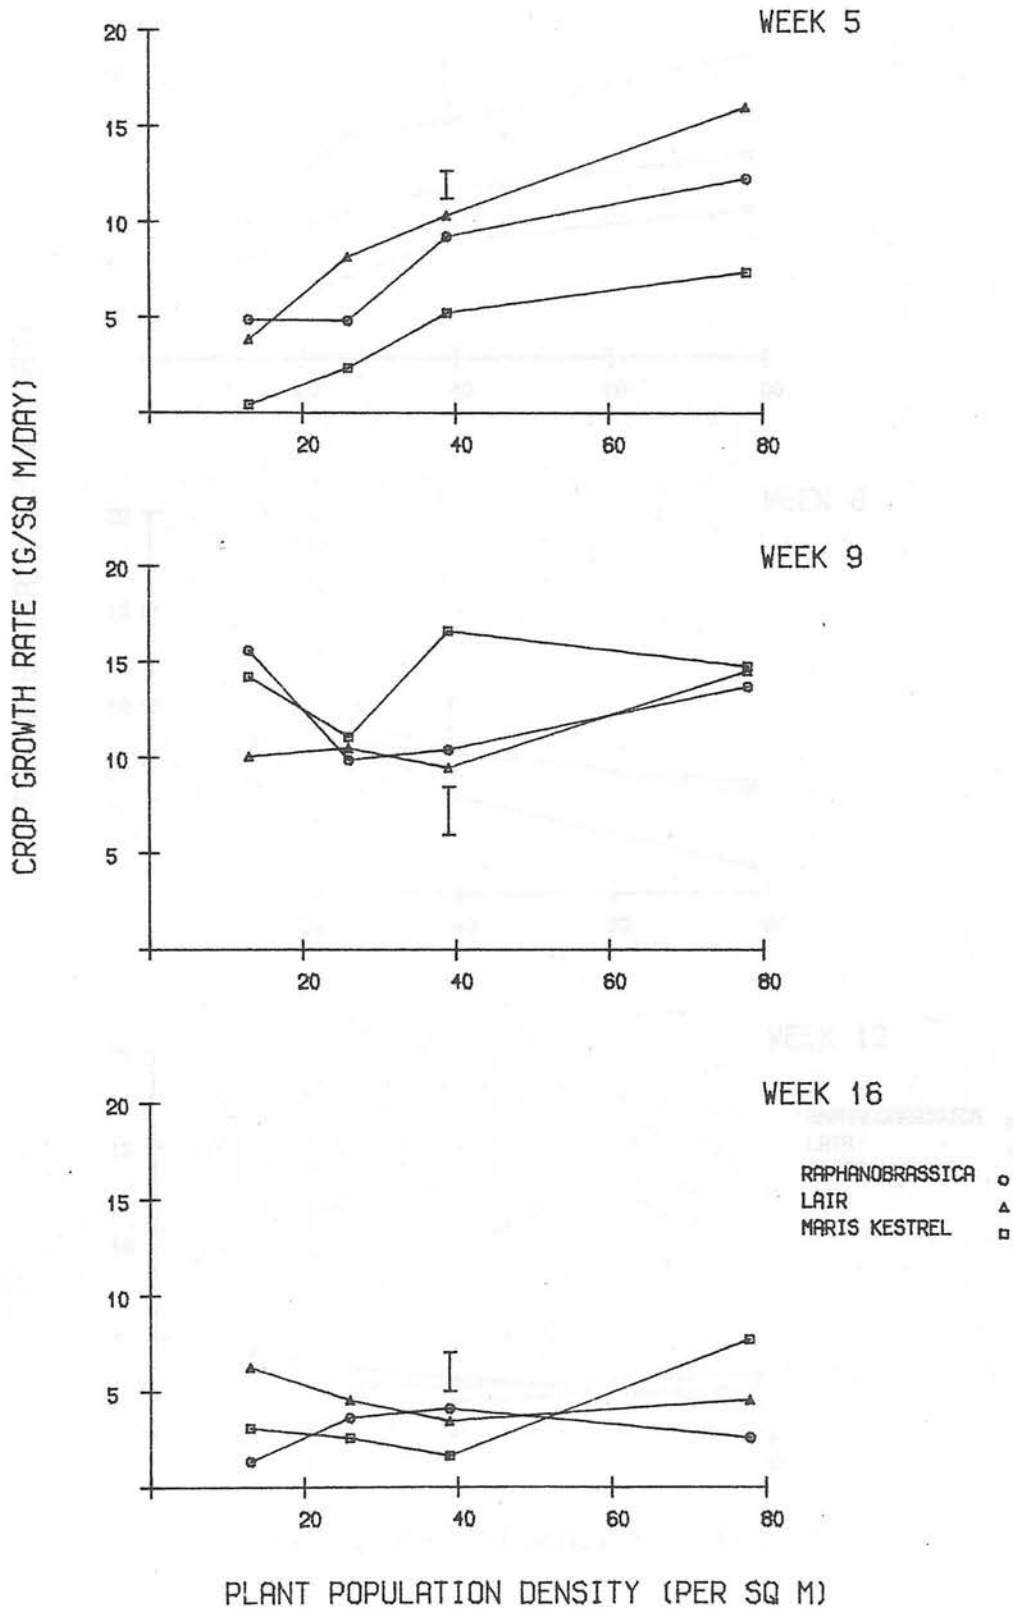 WEEK 5
20
15
10
5
20 40 60 80
CROP GROWTH RATE (G/SQ M/DAY)
WEEK 9
20
15
10
5
20 40 60 80
WEEK 16
20
RAPHANOBRASSICA
LAIR
MARIS KESTREL
15
10
5
20 40 60 80
PLANT POPULATION DENSITY (PER SQ M)